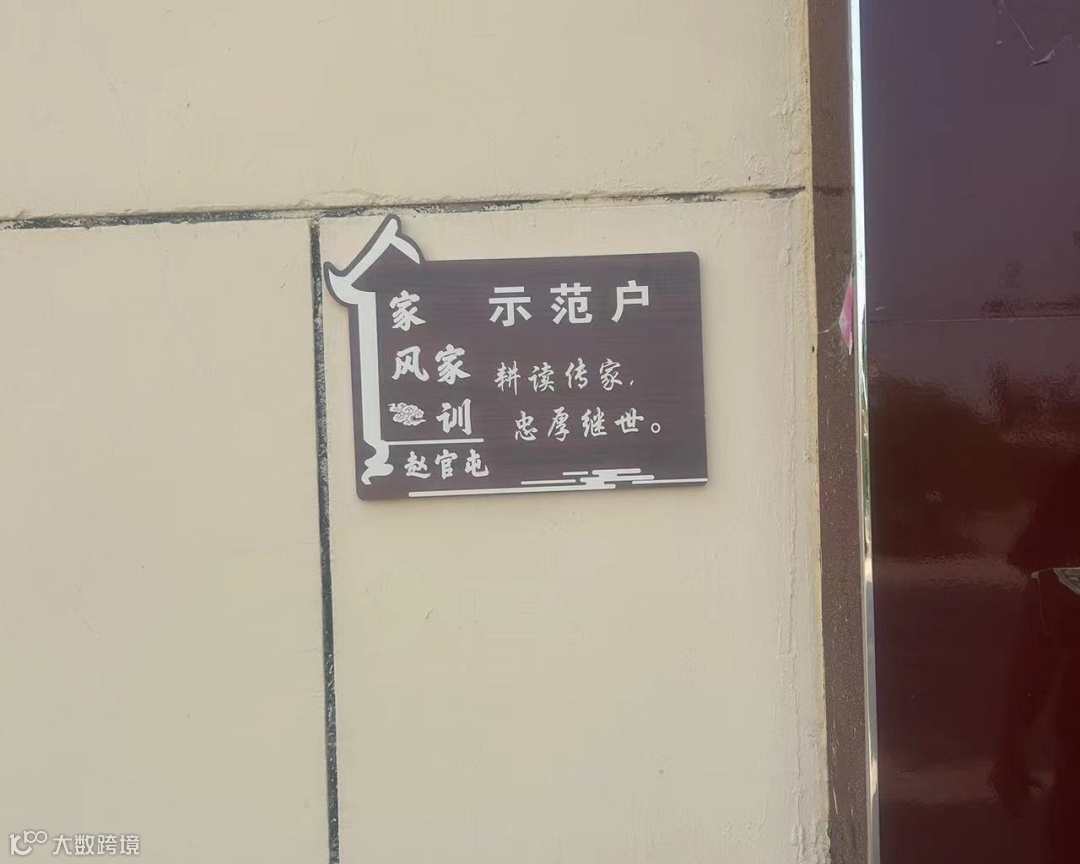 家风家训
赵官屯
示范户
耕读传家，
忠厚继世。
大数跨境